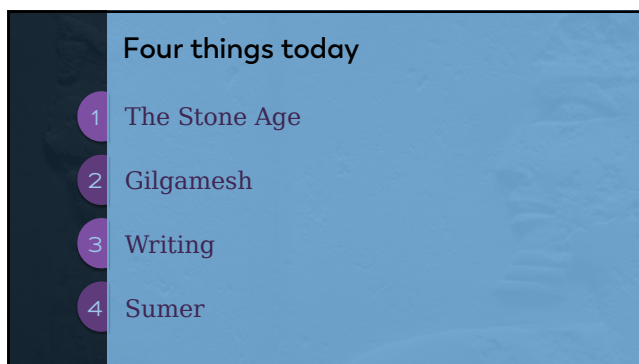 Four things today
1 The Stone Age
2 Gilgamesh
3 Writing
4 Sumer